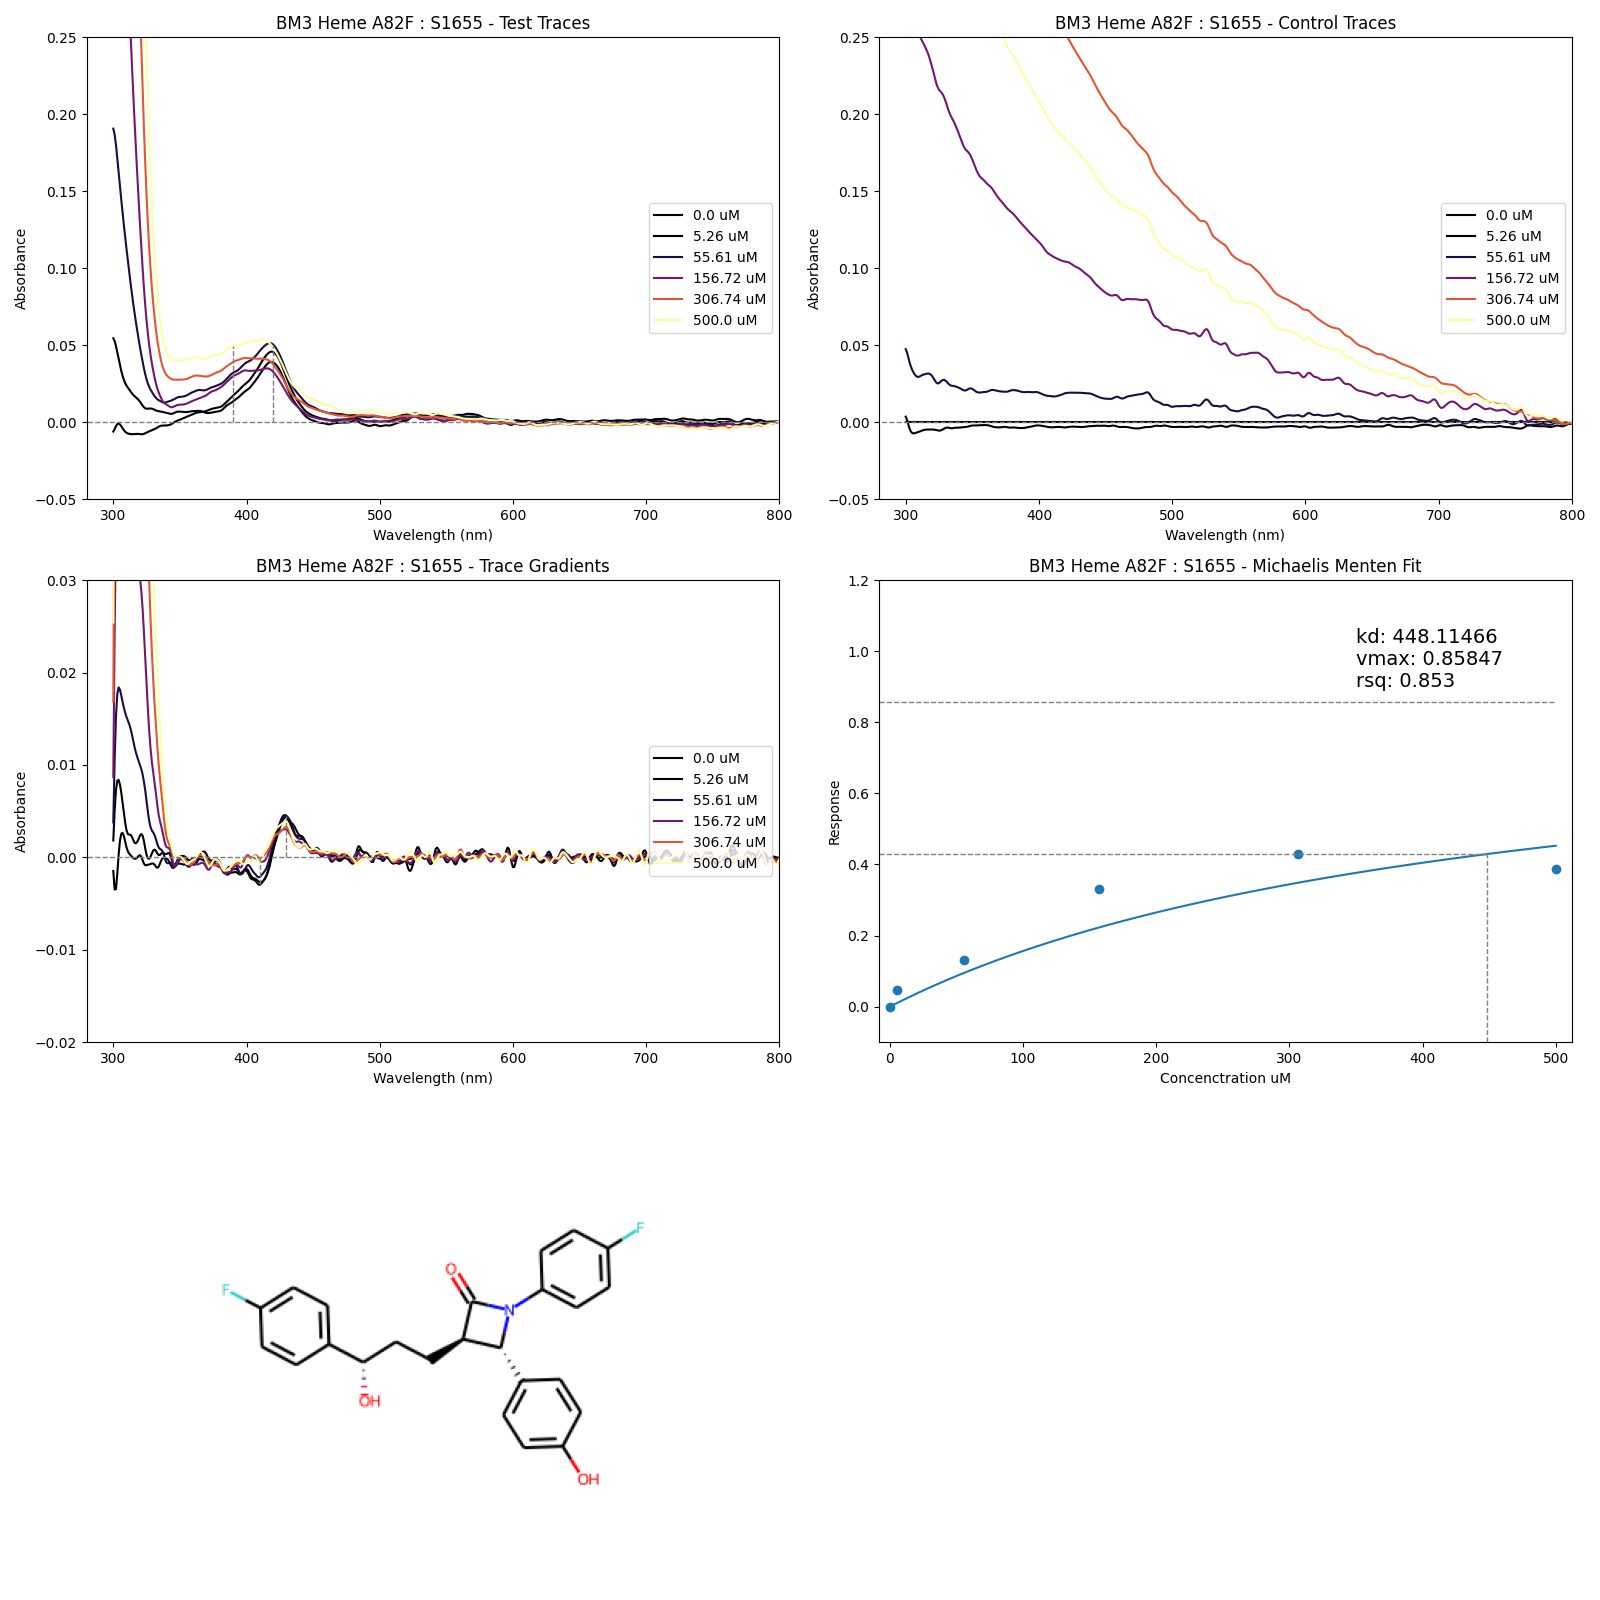 BM3 Heme A82F : S1655 - Test Traces
0.25
0.20
0.15
0.10
0.05
0.00
−0.05
Absorbance
300
400
500
600
700
800
Wavelength (nm)
0.0 uM
5.26 uM
55.61 uM
156.72 uM
306.74 uM
500.0 uM
BM3 Heme A82F : S1655 - Control Traces
0.25
0.20
0.15
0.10
0.05
0.00
−0.05
Absorbance
300
400
500
600
700
800
Wavelength (nm)
0.0 uM
5.26 uM
55.61 uM
156.72 uM
306.74 uM
500.0 uM
BM3 Heme A82F : S1655 - Trace Gradients
0.03
0.02
0.01
0.00
−0.01
−0.02
Absorbance
300
400
500
600
700
800
Wavelength (nm)
0.0 uM
5.26 uM
55.61 uM
156.72 uM
306.74 uM
500.0 uM
BM3 Heme A82F : S1655 - Michaelis Menten Fit
1.2
1.0
0.8
0.6
0.4
0.2
0.0
Response
kd: 448.11466
vmax: 0.85847
rsq: 0.853
0
100
200
300
400
500
Concenctration uM
F
O
F
N
OH
OH